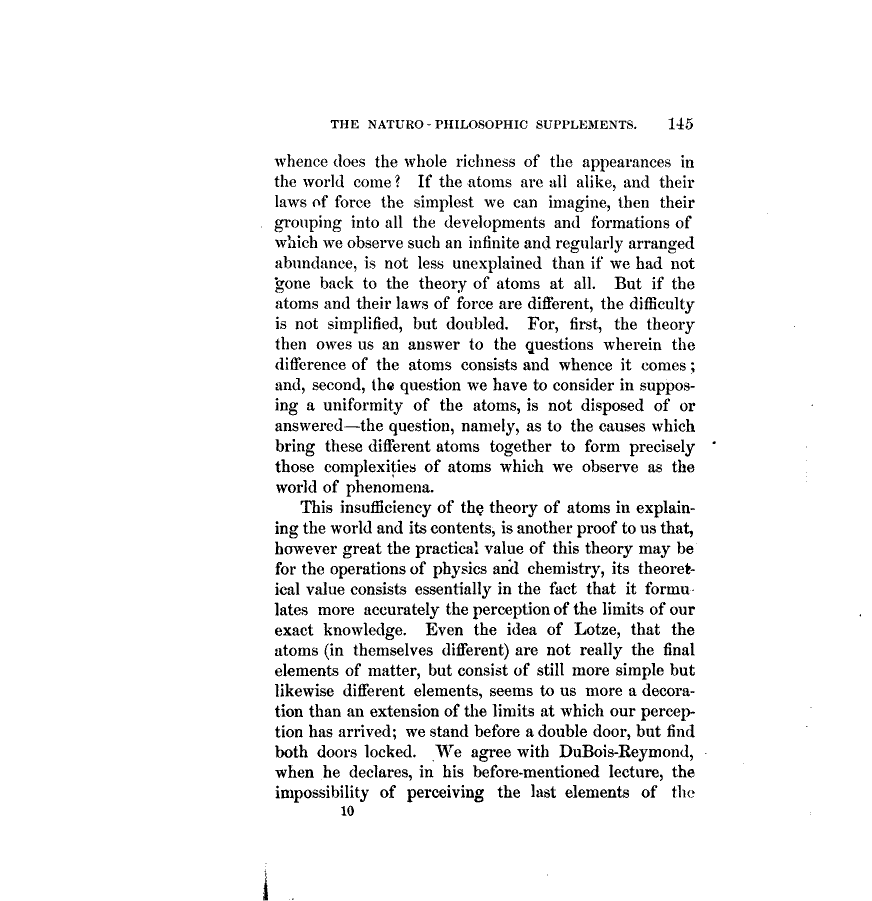 THE NATURO-PHILOSOPHIC SUPPLEMENTS. 145
whence does the whole richness of the appearances in
the world come? If the atoms are all alike, and their
laws of force the simplest we can imagine, then their
grouping into all the developments and formations of
which we observe such an infinite and regularly arranged
abundance, is not less unexplained than if we had not
gone back to the theory of atoms at all. But if the
atoms and their laws of force are different, the difficulty
is not simplified, but doubled. For, first, the theory
then owes us an answer to the questions wherein the
difference of the atoms consists and whence it comes;
and, second, the question we have to consider in suppos-
ing a uniformity of the atoms, is not disposed of or
answered—the question, namely, as to the causes which
bring these different atoms together to form precisely
those complexities of atoms which we observe as the
world of phenomena.
This insufficiency of the theory of atoms in explain-
ing the world and its contents, is another proof to us that,
however great the practical value of this theory may be
for the operations of physics and chemistry, its theoret-
ical value consists essentially in the fact that it formu-
lates more accurately the perception of the limits of our
exact knowledge. Even the idea of Lotze, that the
atoms (in themselves different) are not really the final
elements of matter, but consist of still more simple but
likewise different elements, seems to us more a decora-
tion than an extension of the limits at which our percep-
tion has arrived; we stand before a double door, but find
both doors locked. We agree with DuBois-Reymond,
when he declares, in his before-mentioned lecture, the
impossibility of perceiving the last elements of the
10